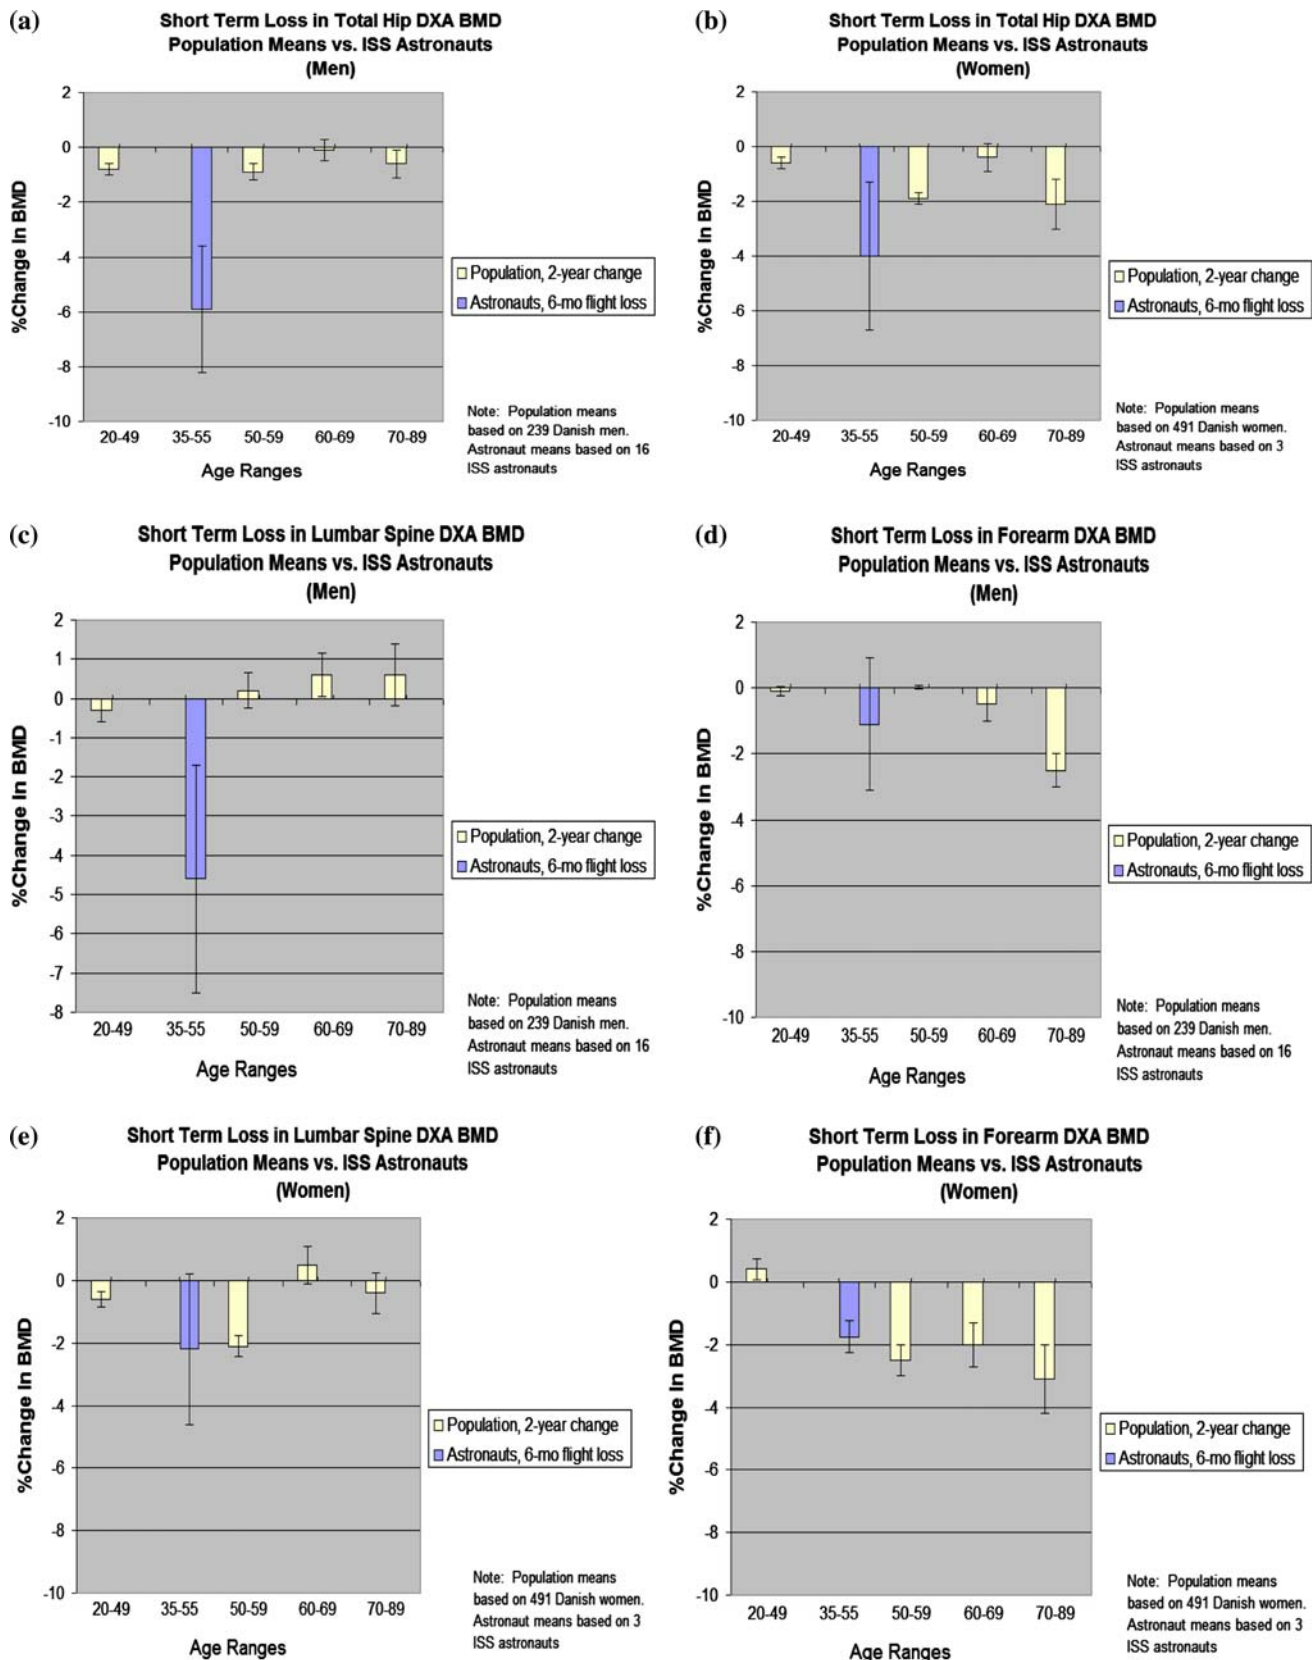 (a)
Short Term Loss in Total Hip DXA BMD
Population Means vs. ISS Astronauts
(Men)
2
0
-2
-4
-6
-8
-10
%Change In BMD
20-49 35-55 50-59 60-69 70-89
Age Ranges
Population, 2-year change
Astronauts, 6-mo flight loss
Note: Population means
based on 239 Danish men.
Astronaut means based on 16
ISS astronauts
(b)
Short Term Loss in Total Hip DXA BMD
Population Means vs. ISS Astronauts
(Women)
2
0
-2
-4
-6
-8
-10
%Change In BMD
20-49 35-55 50-59 60-69 70-89
Age Ranges
Population, 2-year change
Astronauts, 6-mo flight loss
Note: Population means
based on 491 Danish women.
Astronaut means based on 3
ISS astronauts
(c)
Short Term Loss in Lumbar Spine DXA BMD
Population Means vs. ISS Astronauts
(Men)
2
1
0
-1
-2
-3
-4
-5
-6
-7
-8
%Change In BMD
20-49 35-55 50-59 60-69 70-89
Age Ranges
Population, 2-year change
Astronauts, 6-mo flight loss
Note: Population means
based on 239 Danish men.
Astronaut means based on 16
ISS astronauts
(d)
Short Term Loss in Forearm DXA BMD
Population Means vs. ISS Astronauts
(Men)
2
0
-2
-4
-6
-8
-10
%Change In BMD
20-49 35-55 50-59 60-69 70-89
Age Ranges
Population, 2-year change
Astronauts, 6-mo flight loss
Note: Population means
based on 239 Danish men.
Astronaut means based on 16
ISS astronauts
(e)
Short Term Loss in Lumbar Spine DXA BMD
Population Means vs. ISS Astronauts
(Women)
2
0
-2
-4
-6
-8
-10
%Change In BMD
20-49 35-55 50-59 60-69 70-89
Age Ranges
Population, 2-year change
Astronauts, 6-mo flight loss
Note: Population means
based on 491 Danish women.
Astronaut means based on 3
ISS astronauts
(f)
Short Term Loss in Forearm DXA BMD
Population Means vs. ISS Astronauts
(Women)
2
0
-2
-4
-6
-8
-10
%Change In BMD
20-49 35-55 50-59 60-69 70-89
Age Ranges
Population, 2-year change
Astronauts, 6-mo flight loss
Note: Population means
based on 491 Danish women.
Astronaut means based on 3
ISS astronauts